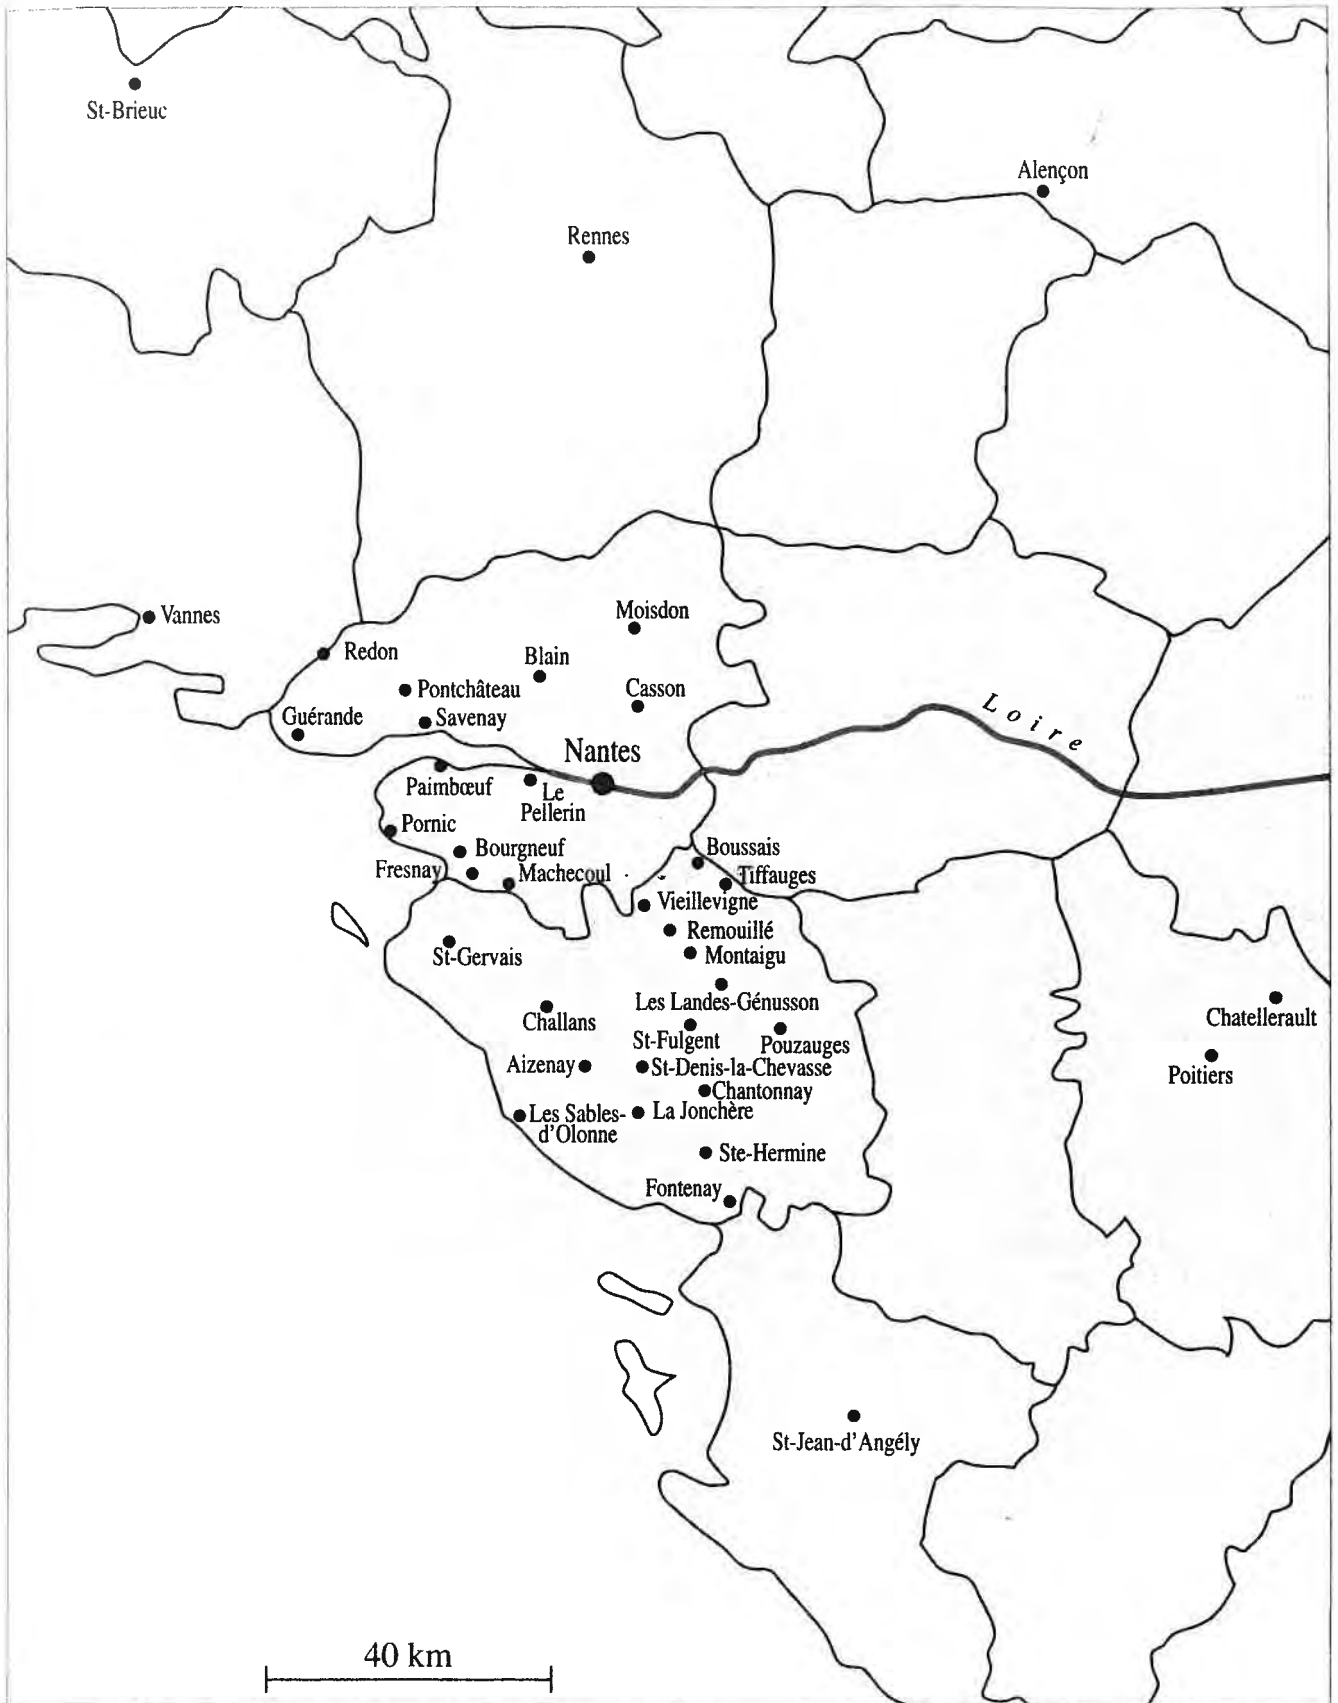 St-Brieuc
Alençon
Rennes
Vannes
Moisdon
Redon
Blain
Pontchâteau
Casson
Guérande
Savenay
Loire
Nantes
Paimbœuf
Le
Pellerin
Pornic
Bourgneuf
Boussais
Fresnay
Machecoul
Tiffauges
Vieillevigne
Remouillé
St-Gervais
Montaigu
Les Landes-Génusson
Challans
St-Fulgent
Pouzauges
Chatellerault
Aizenay
St-Denis-la-Chevasse
Poitiers
Chantonnay
Les Sables-
d'Olonne
La Jonchère
Ste-Hermine
Fontenay
St-Jean-d'Angély
40 km